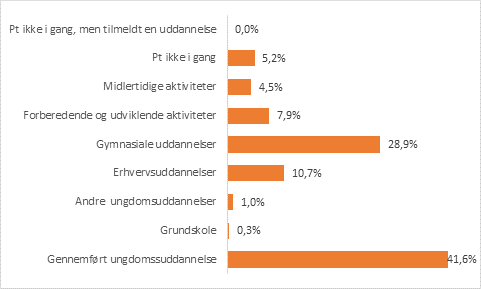 Pt ikke i gang, men tilmeldt en uddannelse 0,0%
Pt ikke i gang 5,2%
Midlertidige aktiviteter 4,5%
Forberedende og udviklende aktiviteter 7,9%
Gymnasiale uddannelser 28,9%
Erhvervsuddannelser 10,7%
Andre ungdomsuddannelser 1,0%
Grundskole 0,3%
Gennemført ungdomssuddannelse 41,6%